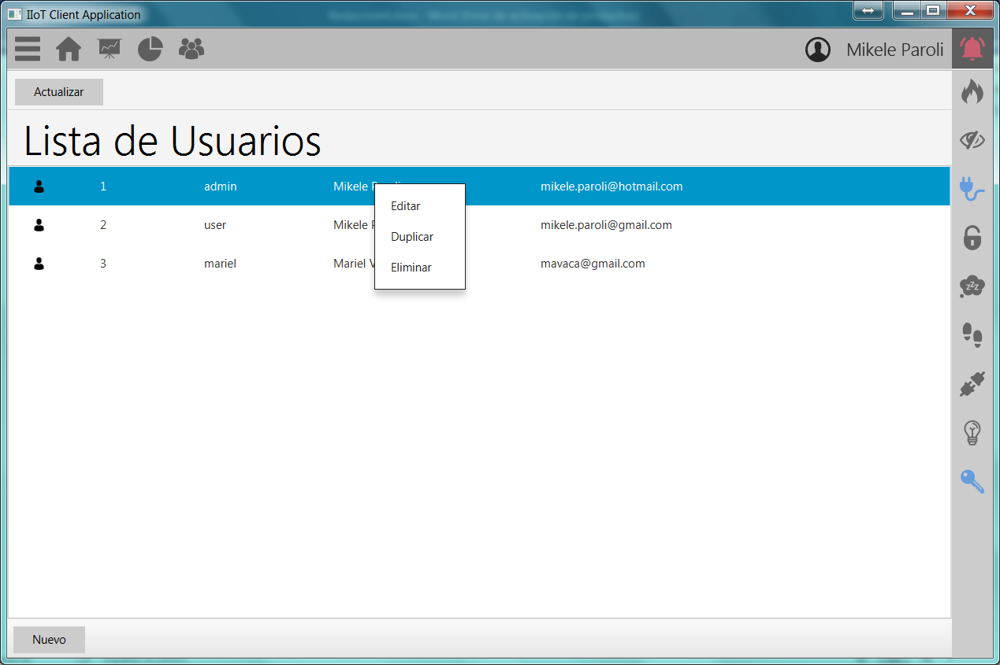 IIoT Client Application
Mikele Paroli
Actualizar
Lista de Usuarios
1 admin Mikele mikele.paroli@hotmail.com
2 user Mikele mikele.paroli@gmail.com
3 mariel Mariel V mavaca@gmail.com
Editar
Duplicar
Eliminar
zzz
Nuevo